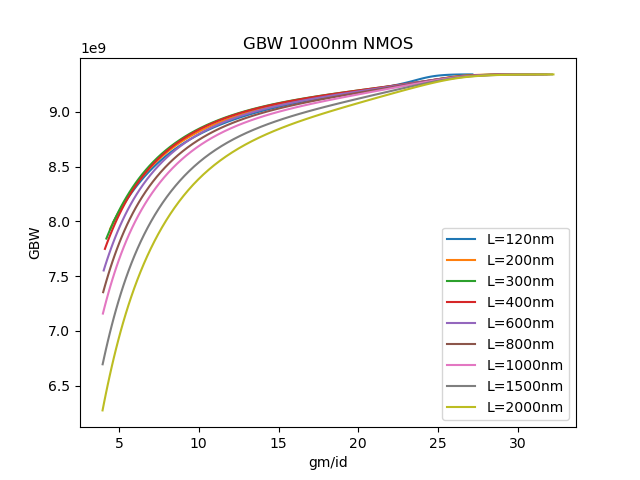 GBW 1000nm NMOS
1e9
GBW
9.0
8.5
8.0
7.5
7.0
6.5
5 10 15 20 25 30
gm/id
L=120nm
L=200nm
L=300nm
L=400nm
L=600nm
L=800nm
L=1000nm
L=1500nm
L=2000nm